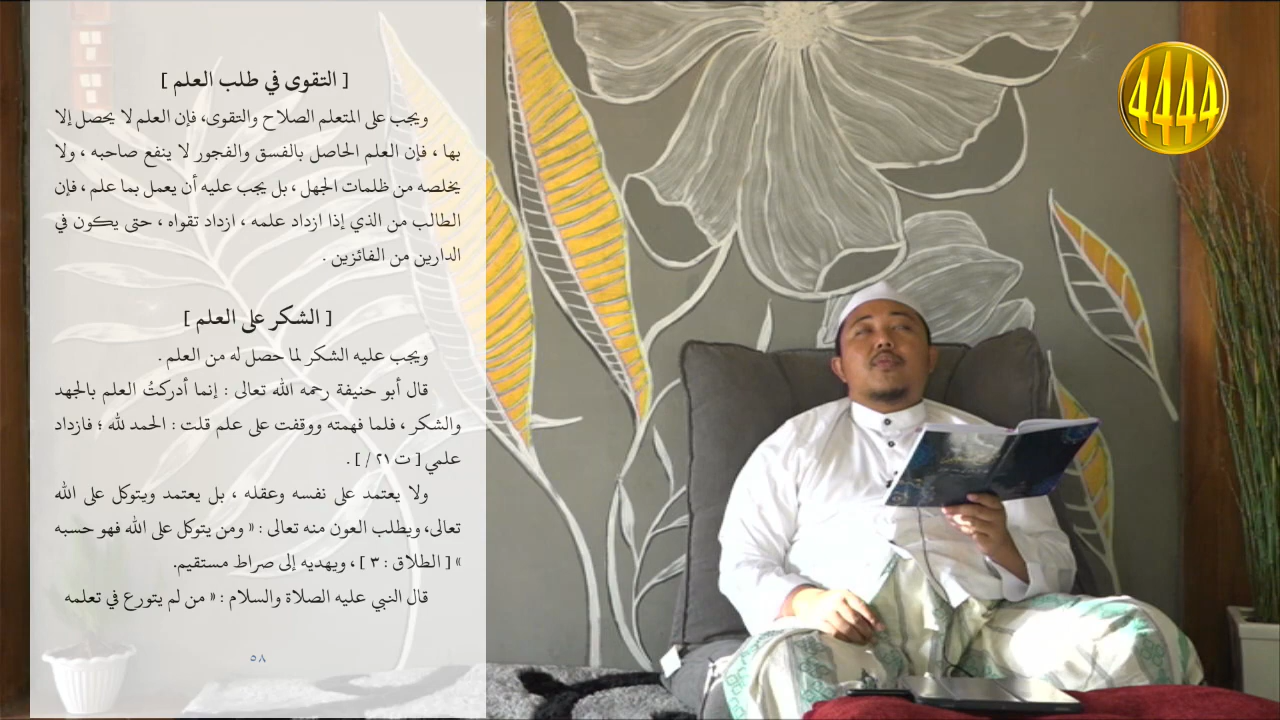 [ التقوى في طلب العلم ]
ويجب على المتعلم الصلاح والتقوى، فإن العلم لا يحصل إلا
بها ، فإن العلم الحاصل بالفسق والفجور لا ينفع صاحبه ، ولا
يخلصه من ظلمات الجهل ، بل يجب عليه أن يعمل بما علم ، فإن
الطالب من الذي إذا ازداد علمه ، ازداد تقواه ، حتى يكون في
الدارين من الفائزين .
[ الشكر على العلم ]
ويجب عليه الشكر لما حصل له من العلم .
قال أبو حنيفة رحمه الله تعالى : إنما أدركتُ العلم بالجهد
والشكر ، فلما فهمته ووقفت على علم قلت : الحمد لله ؛ فازداد
علمي [ ت ٢١ / ] .
ولا يعتمد على نفسه وعقله ، بل يعتمد ويتوكل على الله
تعالى، ويطلب العون منه تعالى : « ومن يتوكل على الله فهو حسبه
» [ الطلاق : ٣ ] ، ويهديه إلى صراط مستقيم.
قال النبي عليه الصلاة والسلام : « من لم يتورع في تعلمه
٥٨
4444